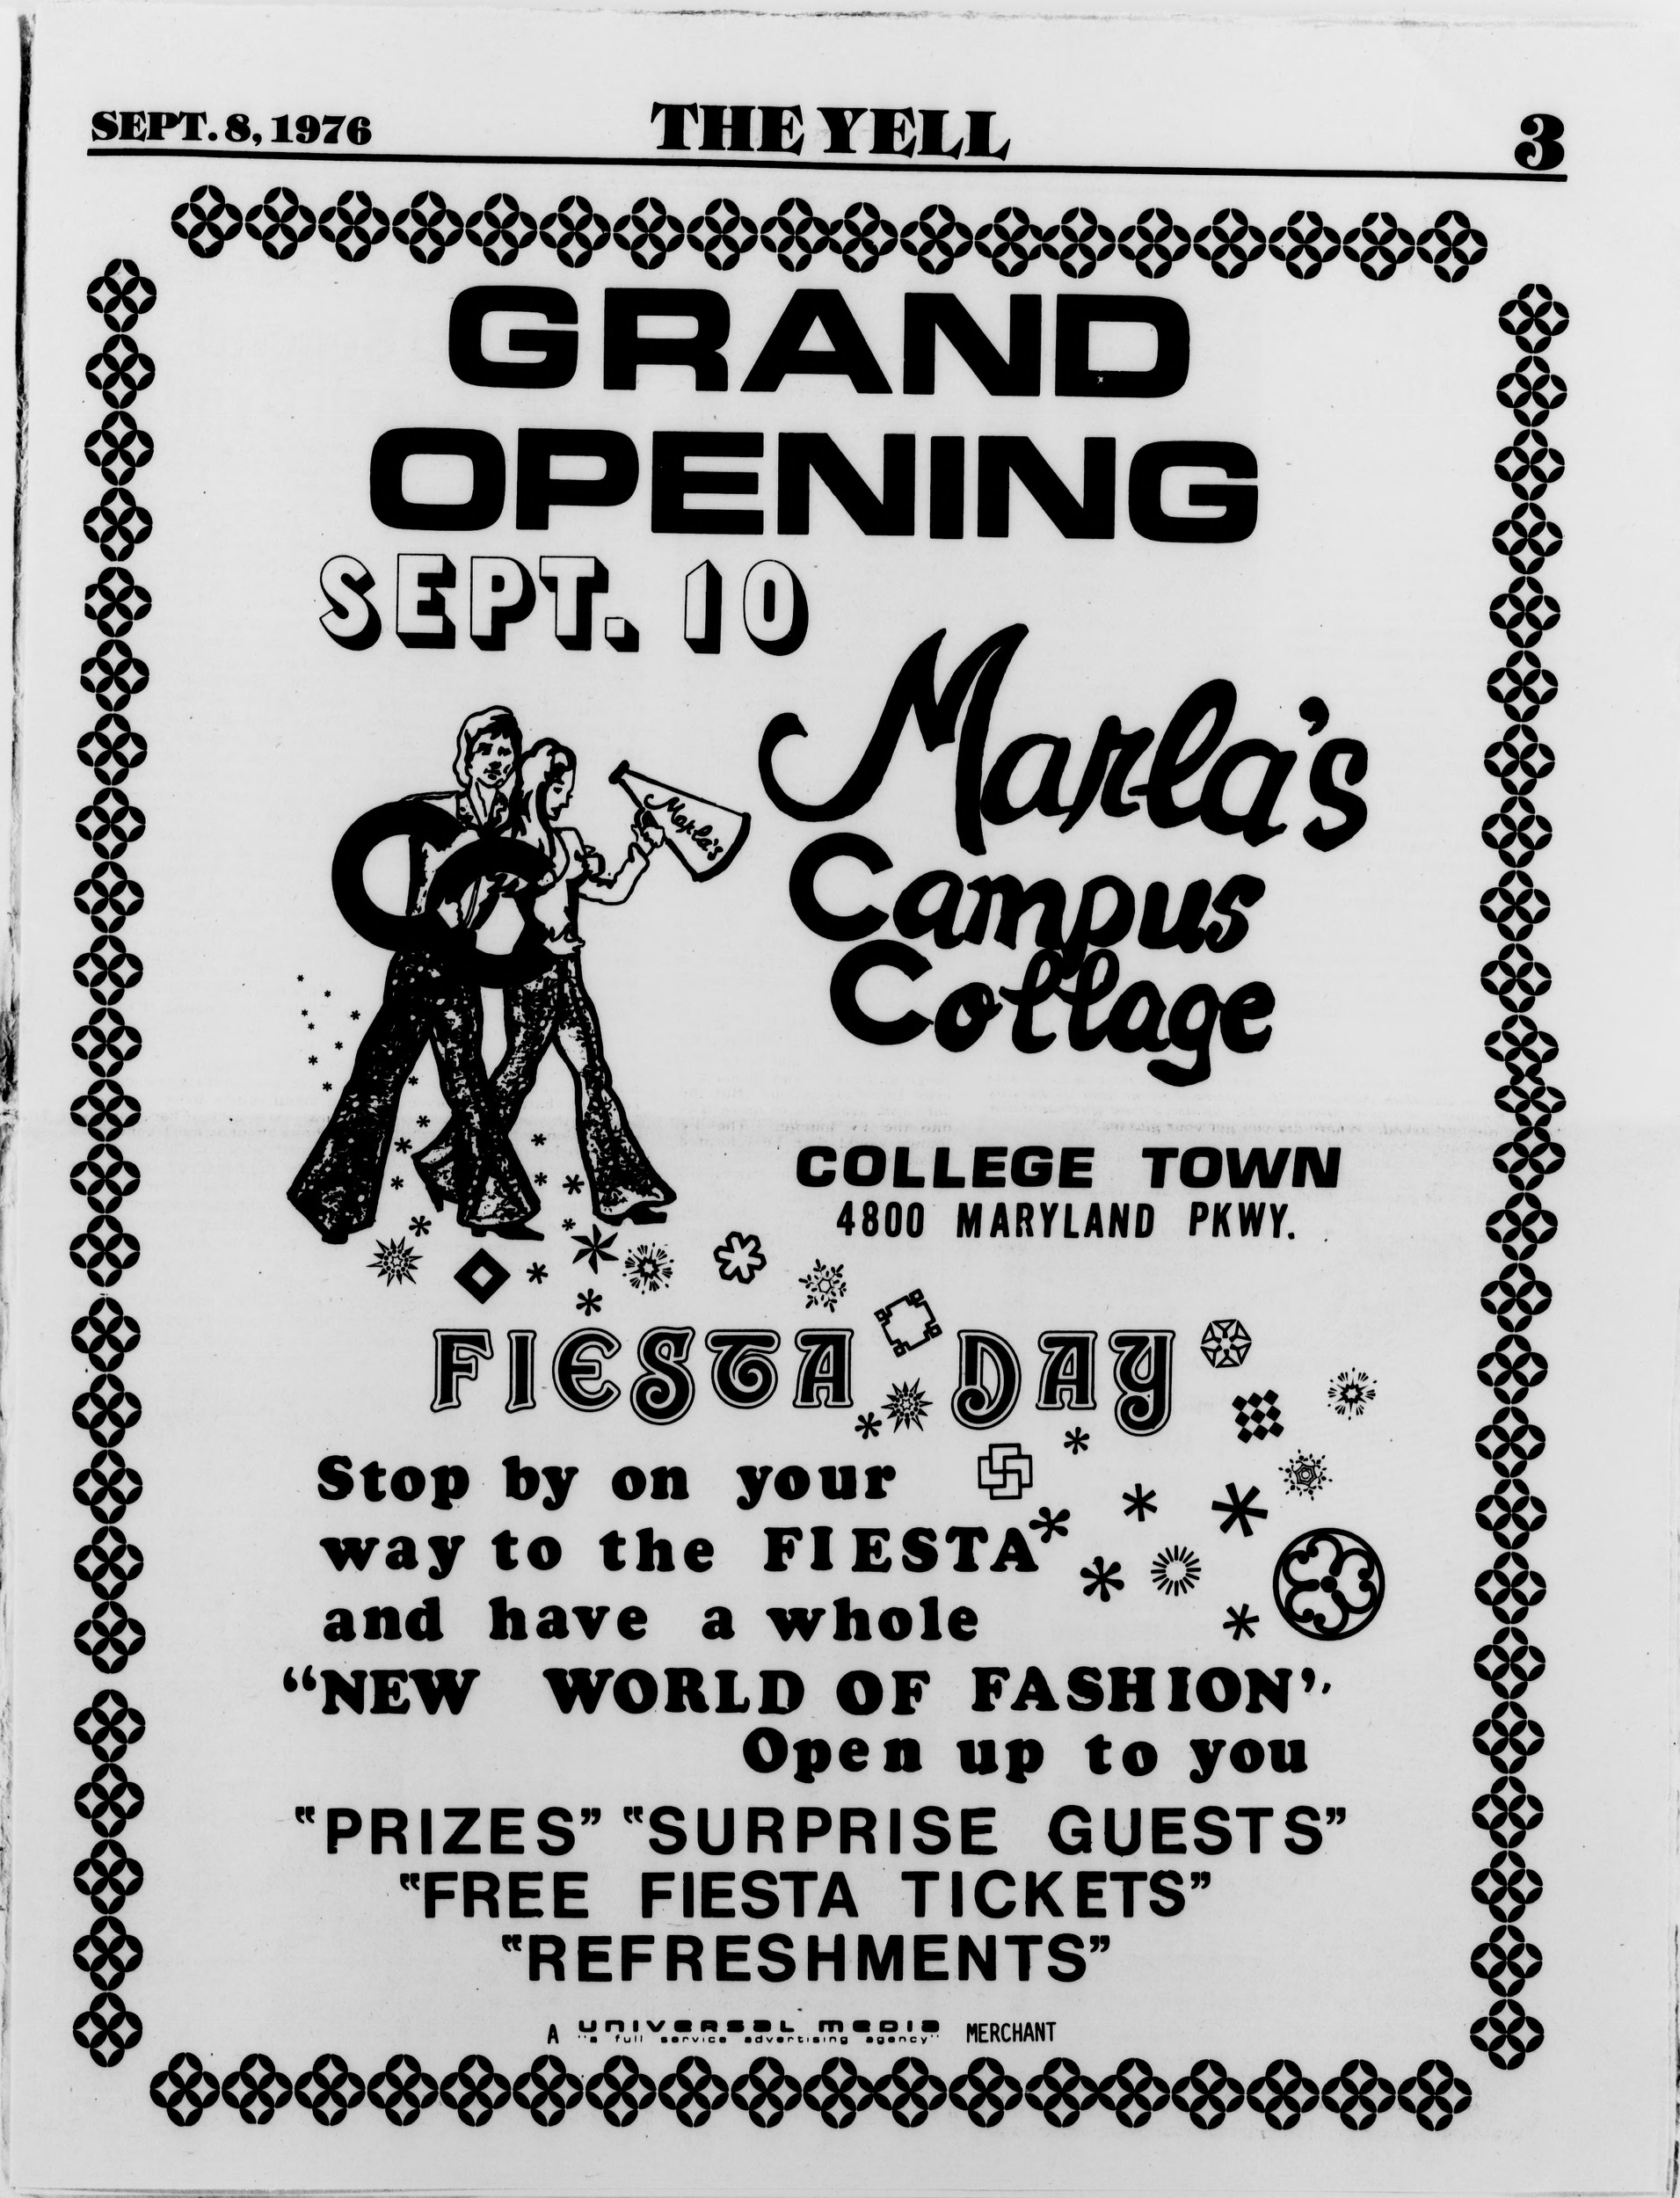 SEPT. 8, 1976 THE YELL 3
GRAND
OPENING
SEPT. 10
Marla's
Marla's
Campus
Collage
COLLEGE TOWN
4800 MARYLAND PKWY.
FIESTA DAY
Stop by on your
way to the FIESTA
and have a whole
“NEW WORLD OF FASHION”
Open up to you
“PRIZES” “SURPRISE GUESTS”
“FREE FIESTA TICKETS”
“REFRESHMENTS”
A UNIVERSAL MEDIA MERCHANT
"a full service advertising agency"